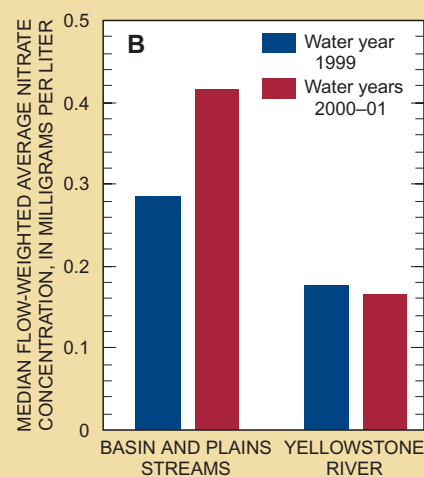 MEDIAN FLOW-WEIGHTED AVERAGE NITRATE
CONCENTRATION, IN MILLIGRAMS PER LITER
0.5
0.4
0.3
0.2
0.1
0
B
Water year
1999
Water years
2000–01
BASIN AND PLAINS
STREAMS
YELLOWSTONE
RIVER